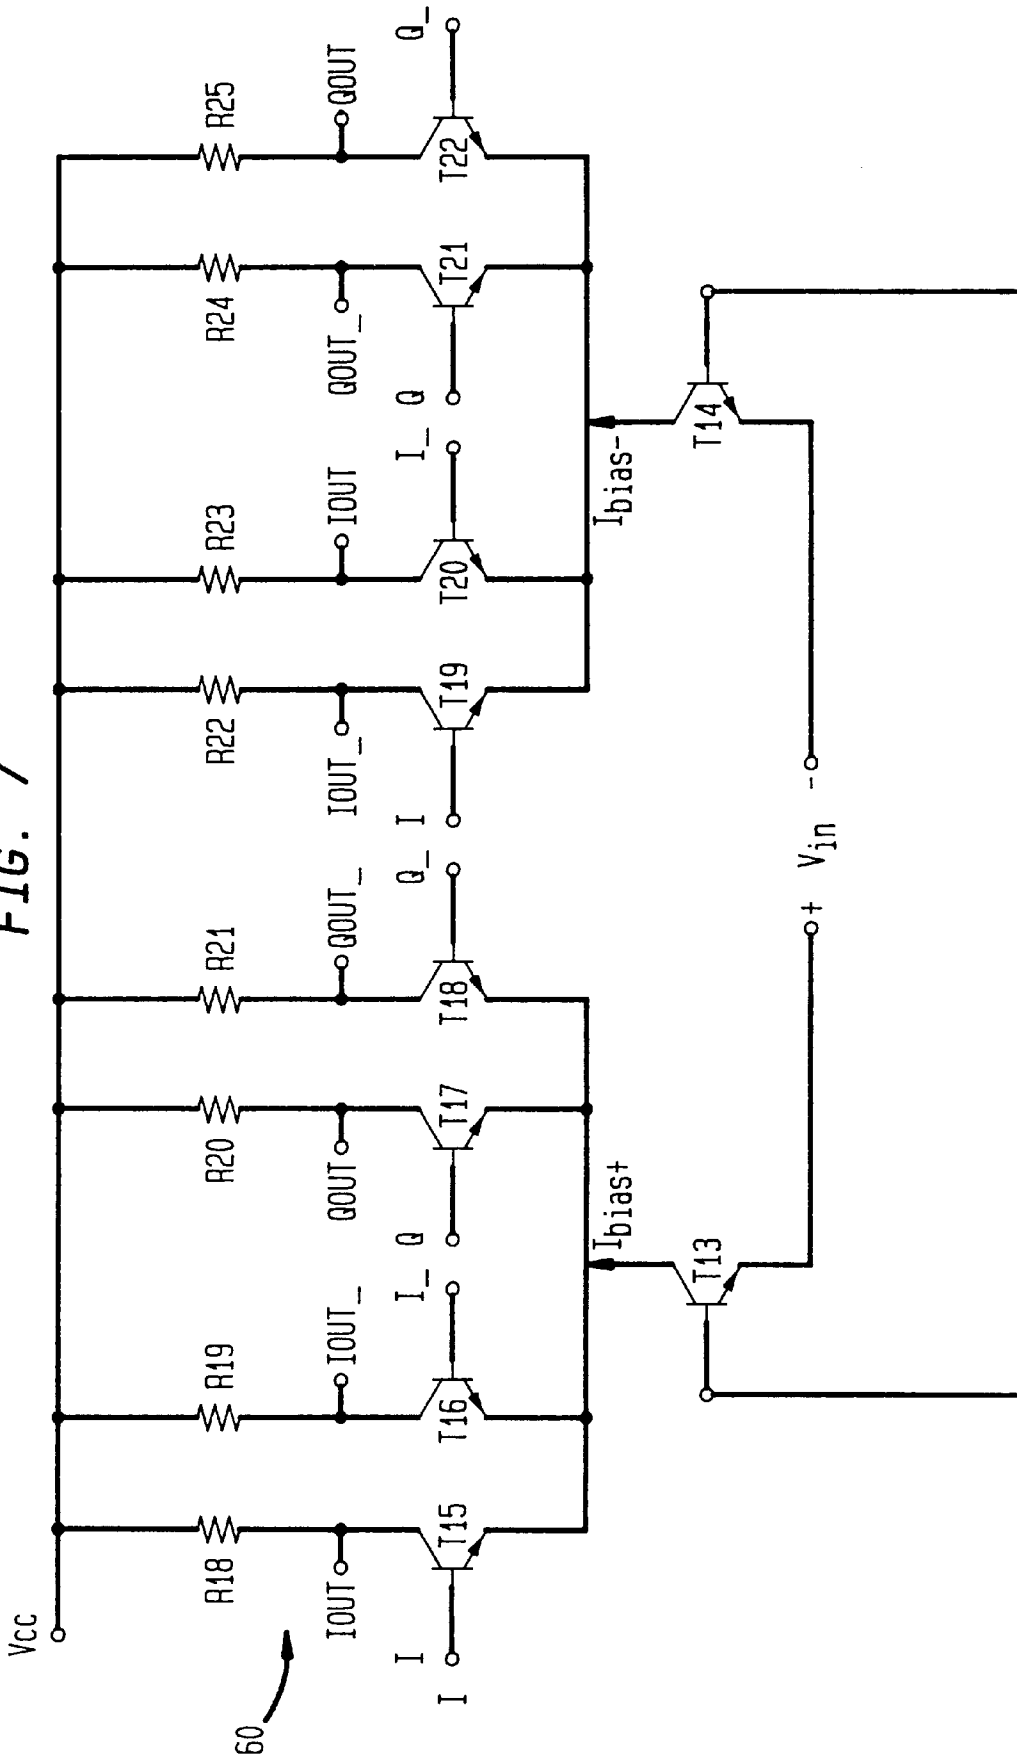 FIG. 7
Vcc
60
R18
R19
R20
R21
R22
R23
R24
R25
IOUT
IOUT_
QOUT
QOUT_
IOUT_
IOUT
QOUT_
QOUT
I
I
I_
Q
Q_
I
I_
Q
Q_
T15
T16
T17
T18
T19
T20
T21
T22
Ibias+
Ibias-
T13
T14
+ Vin -